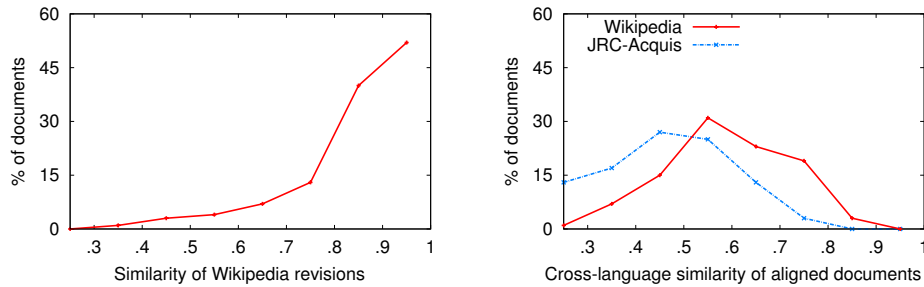 60
45
30
15
0
% of documents
.3 .4 .5 .6 .7 .8 .9 1
Similarity of Wikipedia revisions
60
45
30
15
0
% of documents
Wikipedia
JRC-Acquis
.3 .4 .5 .6 .7 .8 .9 1
Cross-language similarity of aligned documents